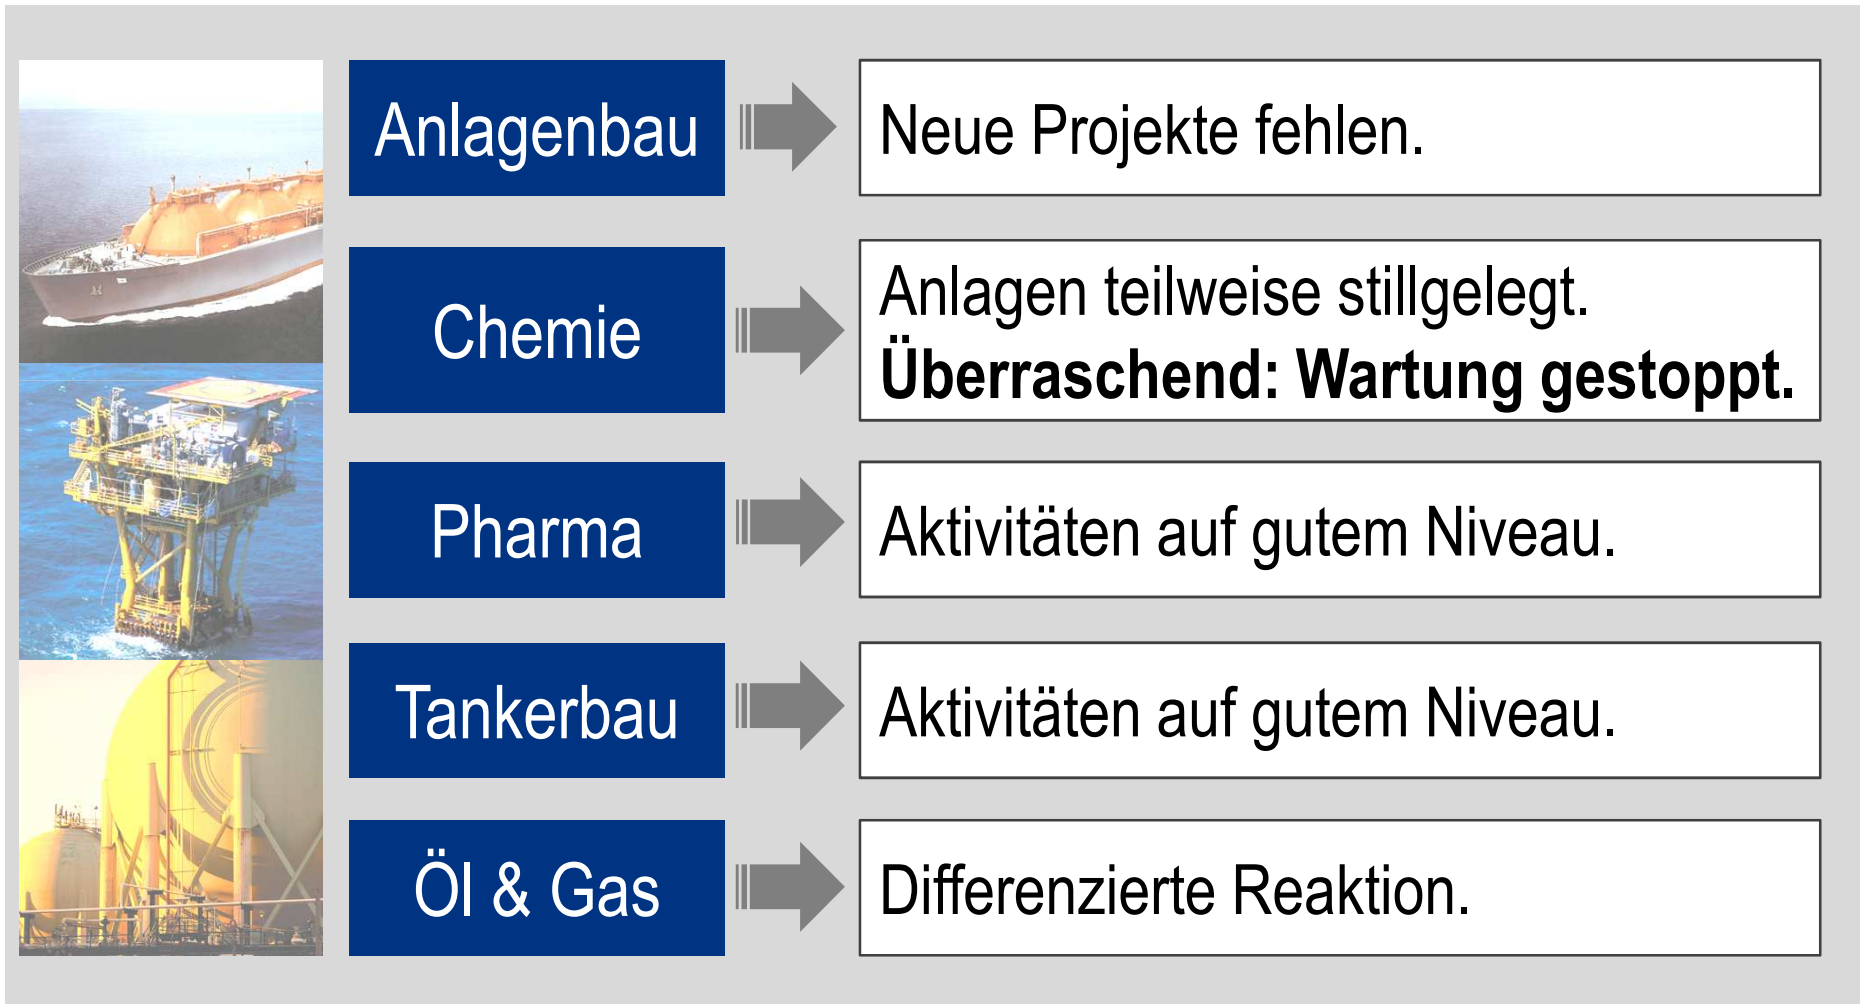 Anlagenbau
Neue Projekte fehlen.
Chemie
Anlagen teilweise stillgelegt.
Überraschend: Wartung gestoppt.
Pharma
Aktivitäten auf gutem Niveau.
Tankerbau
Aktivitäten auf gutem Niveau.
Öl & Gas
Differenzierte Reaktion.